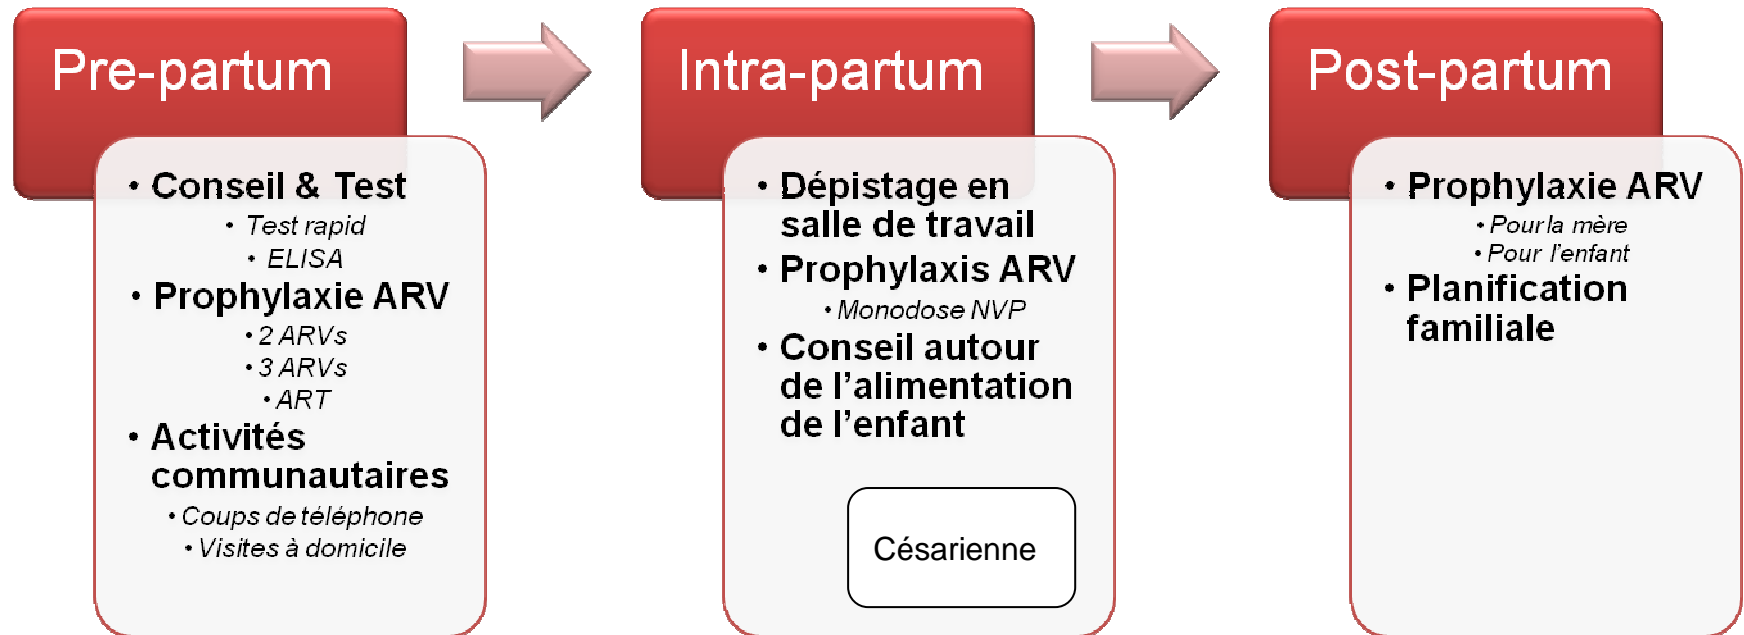 Pre-partum
• Conseil & Test
• Test rapid
• ELISA
• Prophylaxie ARV
• 2 ARVs
• 3 ARVs
• ART
• Activités
communautaires
• Coups de téléphone
• Visites à domicile
Intra-partum
• Dépistage en
salle de travail
• Prophylaxis ARV
• Monodose NVP
• Conseil autour
de l'alimentation
de l'enfant
Césarienne
Post-partum
• Prophylaxie ARV
• Pour la mère
• Pour l'enfant
• Planification
familiale